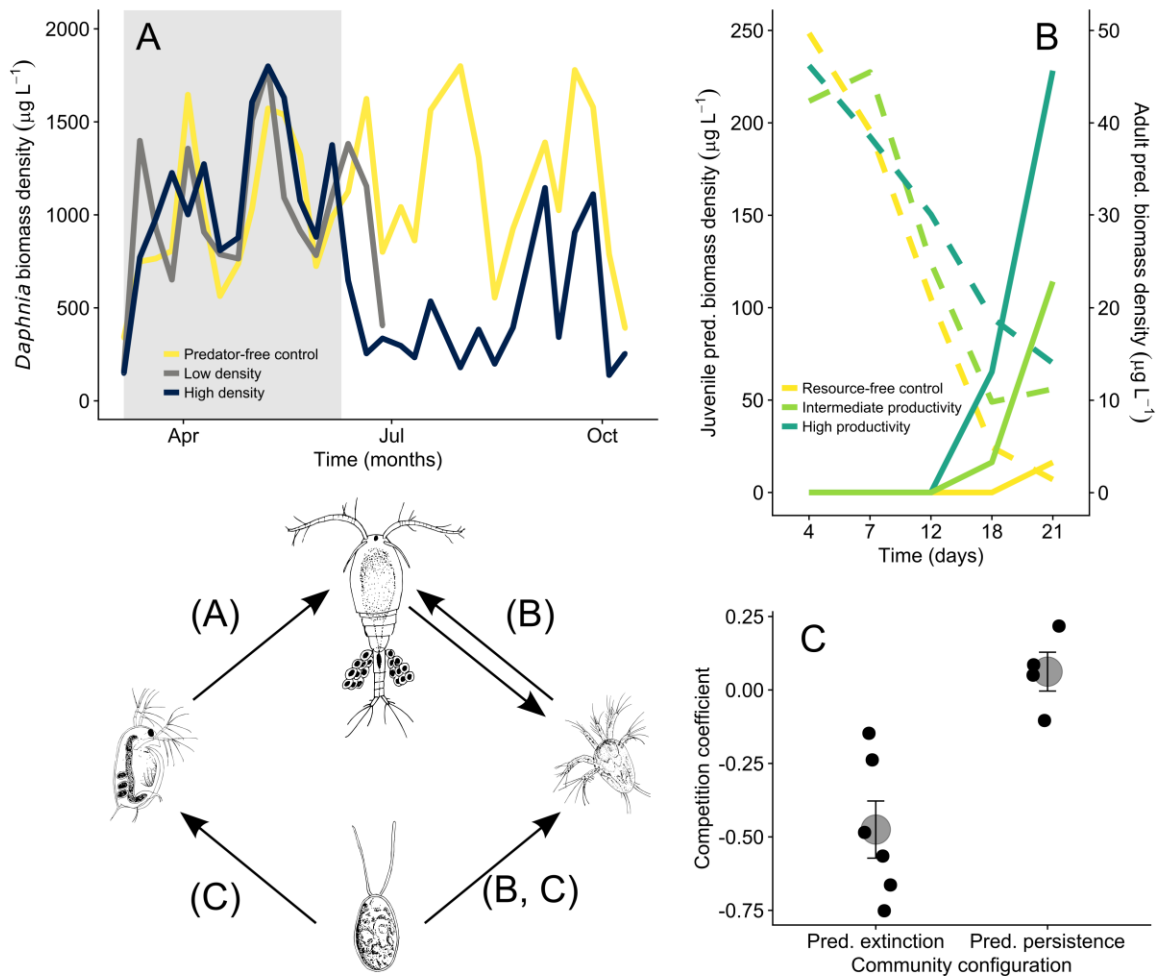 A
Daphnia biomass density (µg L⁻¹)
2000
1500
1000
500
0
Predator-free control
Low density
High density
Apr
Jul
Oct
Time (months)
B
Juvenile pred. biomass density (µg L⁻¹)
250
200
150
100
50
0
Adult pred. biomass density (µg L⁻¹)
50
40
30
20
10
0
Resource-free control
Intermediate productivity
High productivity
4 7 12 18 21
Time (days)
(A)
(B)
(C)
(B, C)
C
Competition coefficient
0.25
0.00
-0.25
-0.50
-0.75
Pred. extinction Pred. persistence
Community configuration